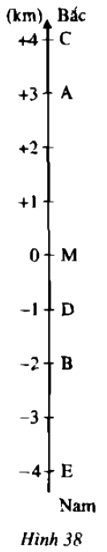 (km) Bắc
+4 C
+3 A
+2
+1
0 M
-1 D
-2 B
-3
-4 E
Nam
Hình 38